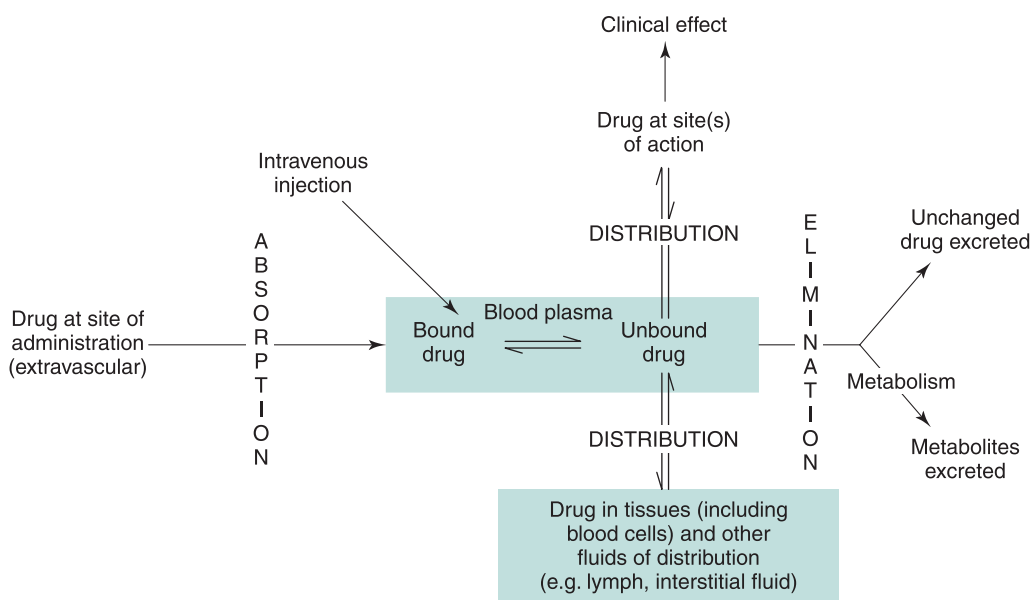 Clinical effect
Drug at site(s)
of action
Intravenous
injection
DISTRIBUTION
Unchanged
drug excreted
ABSORPTION
ELIMINATION
Blood plasma
Drug at site of
administration
(extravascular)
Bound
drug
Unbound
drug
Metabolism
DISTRIBUTION
Metabolites
excreted
Drug in tissues (including
blood cells) and other
fluids of distribution
(e.g. lymph, interstitial fluid)